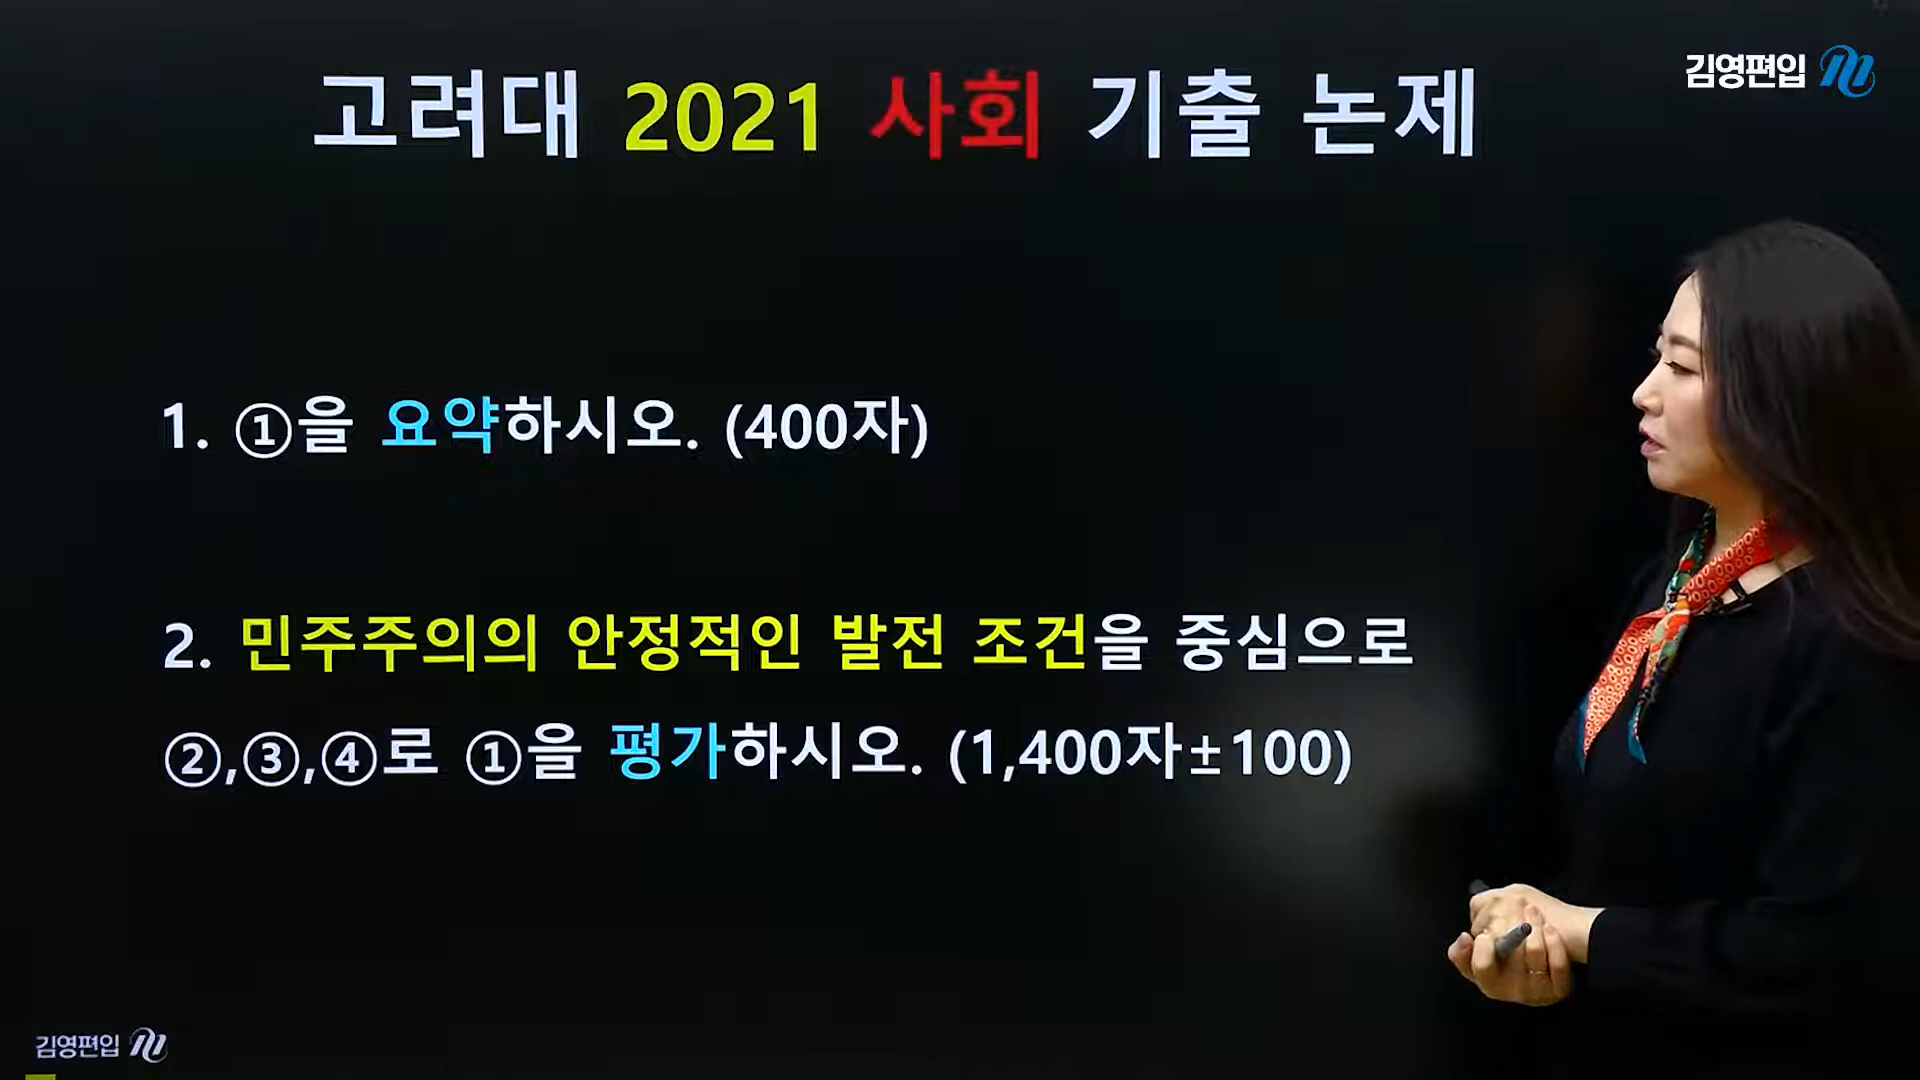 고려대 2021 사회 기출 논제
김영편입
1. ①을 요약하시오. (400자)
2. 민주주의의 안정적인 발전 조건을 중심으로
②,③,④로 ①을 평가하시오. (1,400자±100)
김영편입